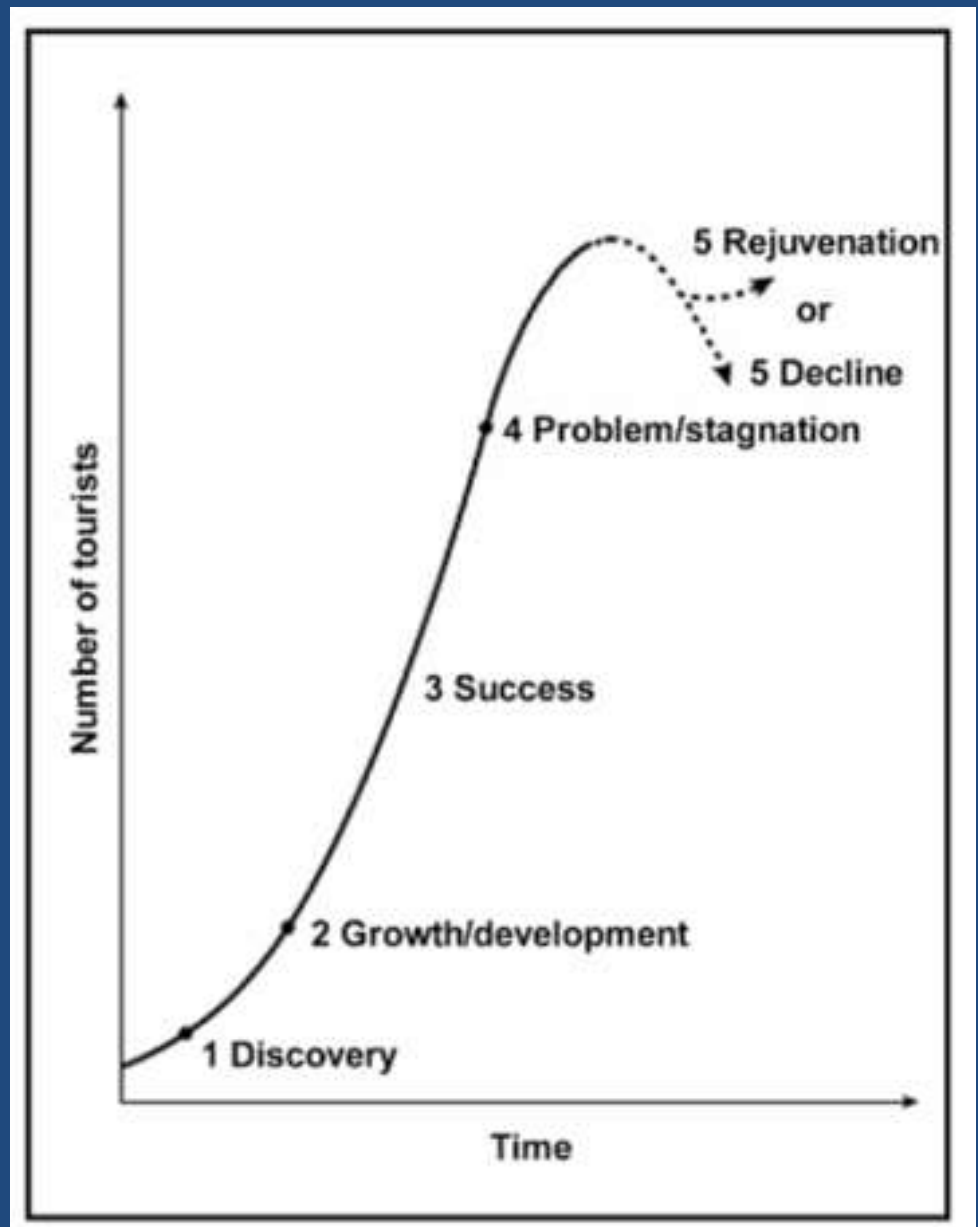 5 Rejuvenation
or
5 Decline
4 Problem/stagnation
Number of tourists
3 Success
2 Growth/development
1 Discovery
Time